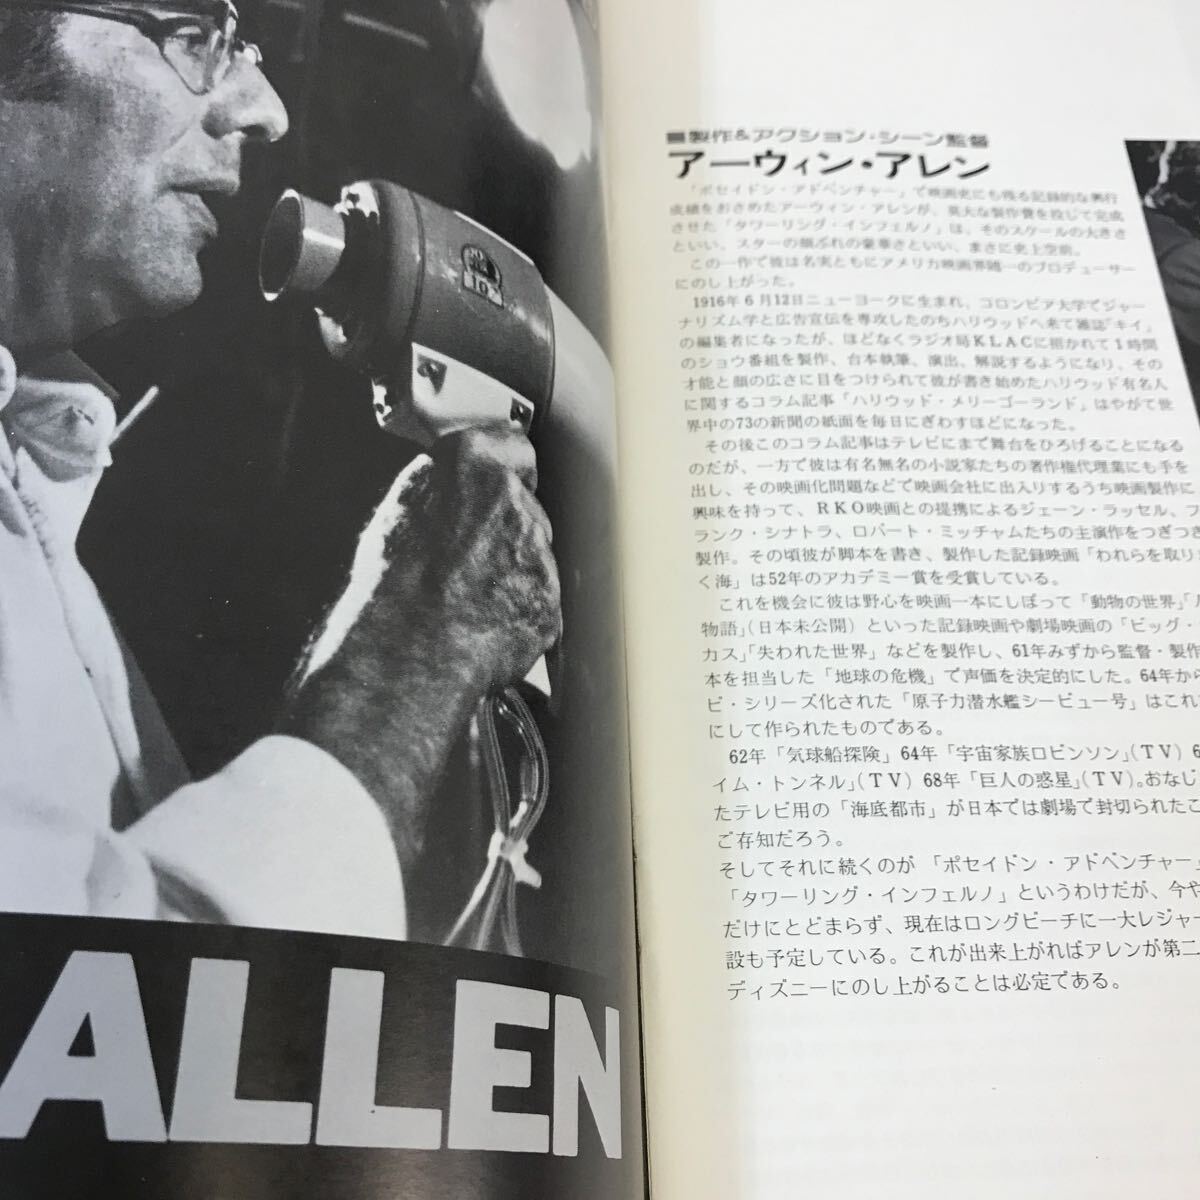 10
ALLEN
■製作&アクション・シーン監督
アーウィン・アレン
「ポセイドン・アドベンチャー」で映画史にも残る記録的な興行
成績をおさめたアーウィン・アレンが、莫大な製作費を投じて完成
させた「タワーリング・インフェルノ」は、そのスケールの大きさ
といい、スターの顔ぶれの豪華さといい、まさに史上空前。
この一作で彼は名実ともにアメリカ映画界随一のプロデューサー
にのし上がった。
1916年6月12日ニューヨークに生まれ、コロンビア大学でジャー
ナリズム学と広告宣伝を専攻したのちハリウッドへ来て雑誌「キイ」
の編集者になったが、ほどなくラジオ局KLACに招かれて1時間
のショウ番組を製作、台本執筆、演出、解説するようになり、その
才能と顔の広さに目をつけられて彼が書き始めたハリウッド有名人
に関するコラム記事「ハリウッド・メリーゴーランド」はやがて世
界中の73の新聞の紙面を毎日にぎわすほどになった。
その後このコラム記事はテレビにまで舞台をひろげることになる
のだが、一方で彼は有名無名の小説家たちの著作権代理業にも手を
出し、その映画化問題などで映画会社に出入りするうち映画製作に
興味を持って、RKO映画との提携によるジェーン・ラッセル、フ
ランク・シナトラ、ロバート・ミッチャムたちの主演作をつぎつぎ
製作。その頃彼が脚本を書き、製作した記録映画「われらを取り
く海」は52年のアカデミー賞を受賞している。
これを機会に彼は野心を映画一本にしぼって「動物の世界」「
物語」(日本未公開)といった記録映画や劇場映画の「ビッグ・
カス」「失われた世界」などを製作し、61年みずから監督・製作
本を担当した「地球の危機」で声価を決定的にした。64年から
ビ・シリーズ化された「原子力潜水艦シービュー号」はこれ
にして作られたものである。
62年「気球船探険」64年「宇宙家族ロビンソン」(TV)6
イム・トンネル」(TV)68年「巨人の惑星」(TV)。おなじ
たテレビ用の「海底都市」が日本では劇場で封切られたこ
ご存知だろう。
そしてそれに続くのが「ポセイドン・アドベンチャー」
「タワーリング・インフェルノ」というわけだが、今や
だけにとどまらず、現在はロングビーチに一大レジャー
設も予定している。これが出来上がればアレンが第二
ディズニーにのし上がることは必定である。